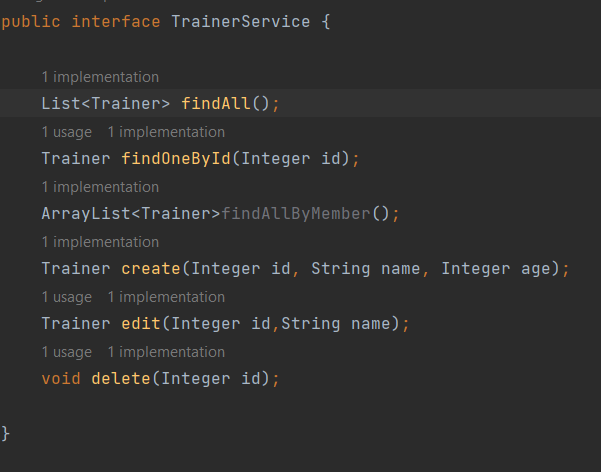 public interface TrainerService {
1 implementation
List<Trainer> findAll();
1 usage 1 implementation
Trainer findOneById(Integer id);
1 implementation
ArrayList<Trainer>findAllByMember();
1 implementation
Trainer create(Integer id, String name, Integer age);
1 usage 1 implementation
Trainer edit(Integer id,String name);
1 usage 1 implementation
void delete(Integer id);
}